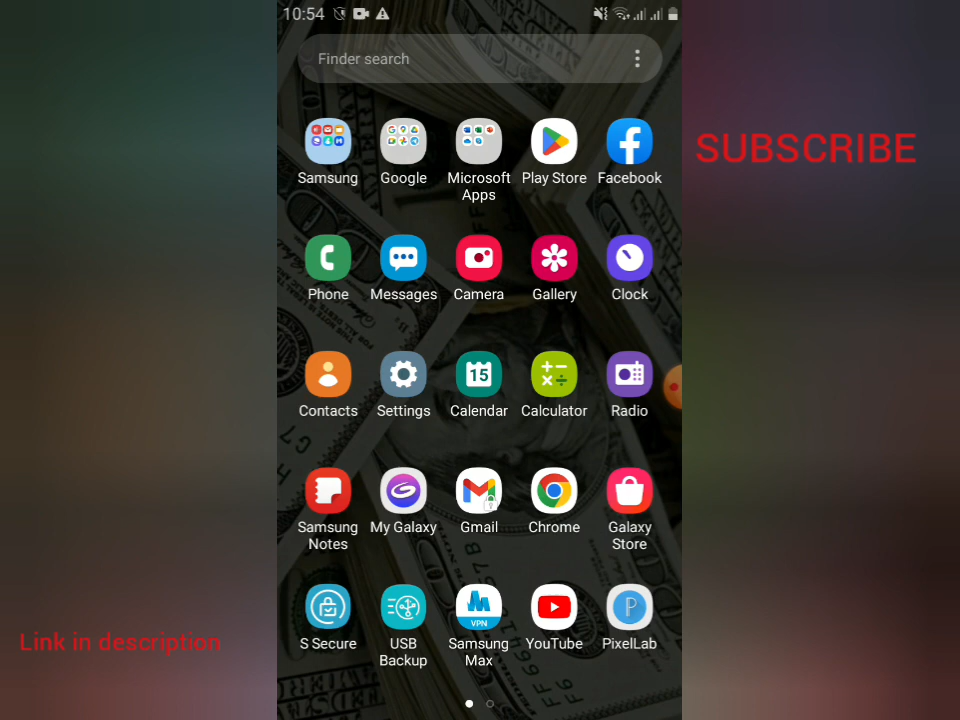 10:54
Finder search
SUBSCRIBE
Samsung
Google
Microsoft
Apps
Play Store
Facebook
Phone
Messages
Camera
Gallery
Clock
Contacts
Settings
15
Calendar
Calculator
Radio
Samsung
Notes
My Galaxy
Gmail
Chrome
Galaxy
Store
S Secure
USB
Backup
VPN
Samsung
Max
YouTube
P
PixelLab
Link in description